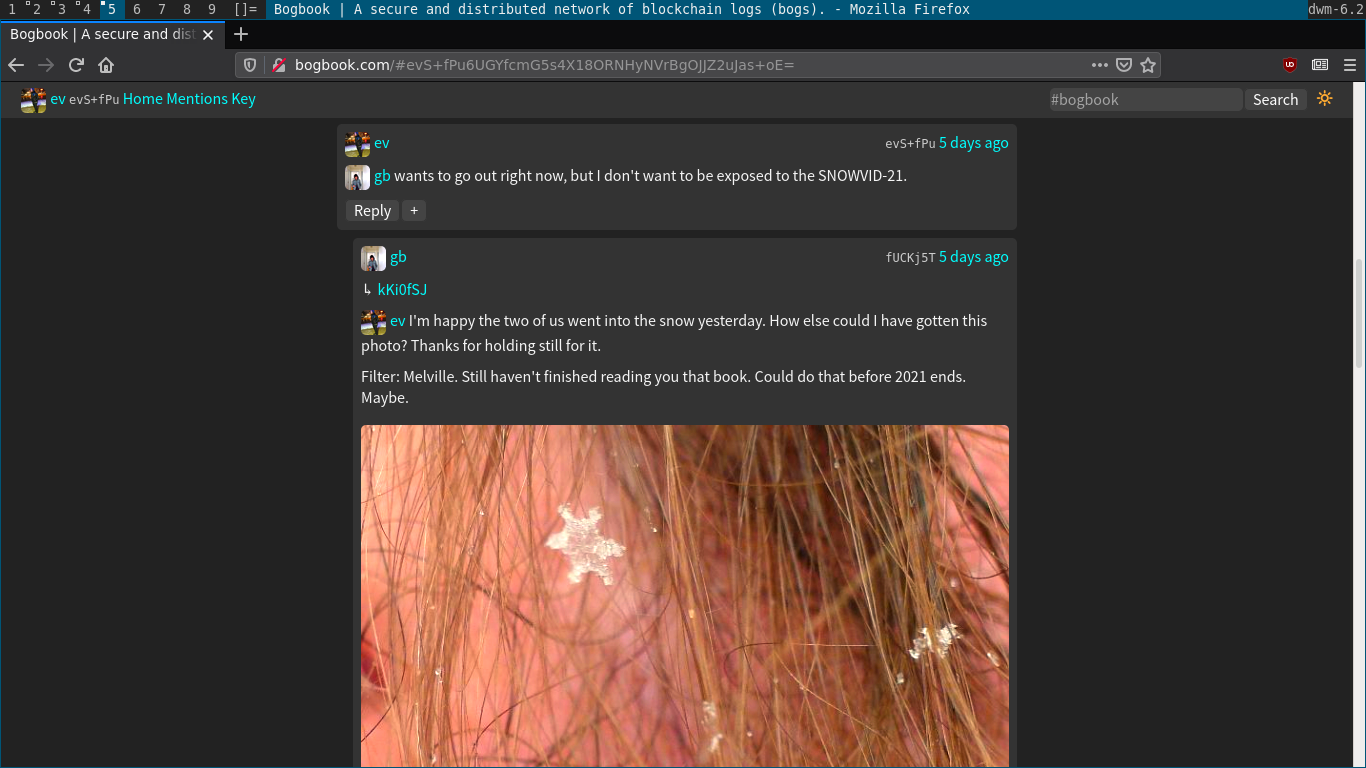 1 2 3 4 5 6 7 8 9 []= Bogbook | A secure and distributed network of blockchain logs (bogs). - Mozilla Firefox dwm-6.2
Bogbook | A secure and dist
bogbook.com/#evS+fPu6UGYfcmG5s4X18ORNHyNVrBgOJJZ2uJas+oE=
ev evS+fPu Home Mentions Key #bogbook Search
ev evS+fPu 5 days ago
gb wants to go out right now, but I don't want to be exposed to the SNOWVID-21.
Reply +
gb fUCKj5T 5 days ago
↳ kKi0fSJ
ev I'm happy the two of us went into the snow yesterday. How else could I have gotten this
photo? Thanks for holding still for it.
Filter: Melville. Still haven't finished reading you that book. Could do that before 2021 ends.
Maybe.